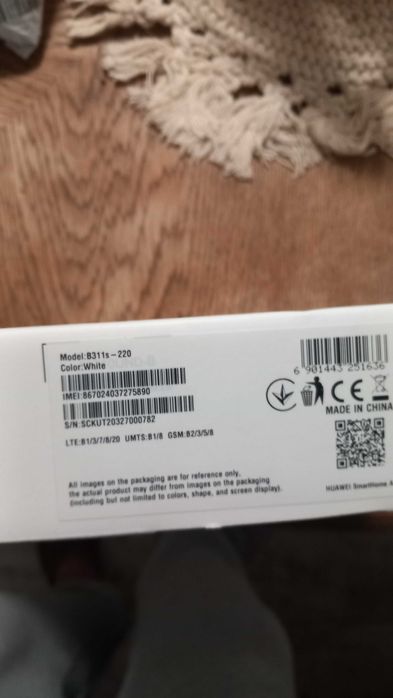 Model:B311s-220
Color:White
IMEI:867024037275890
S/N:SCKUT20327000782
LTE:B1/3/7/8/20 UMTS:B1/8 GSM:B2/3/5/8
All images on the packaging are for reference only,
the actual product may differ from images on the packaging
(including but not limited to colors, shape, and screen display).
6 901443 251636
CE
MADE IN CHINA
HUAWEI SmartHome